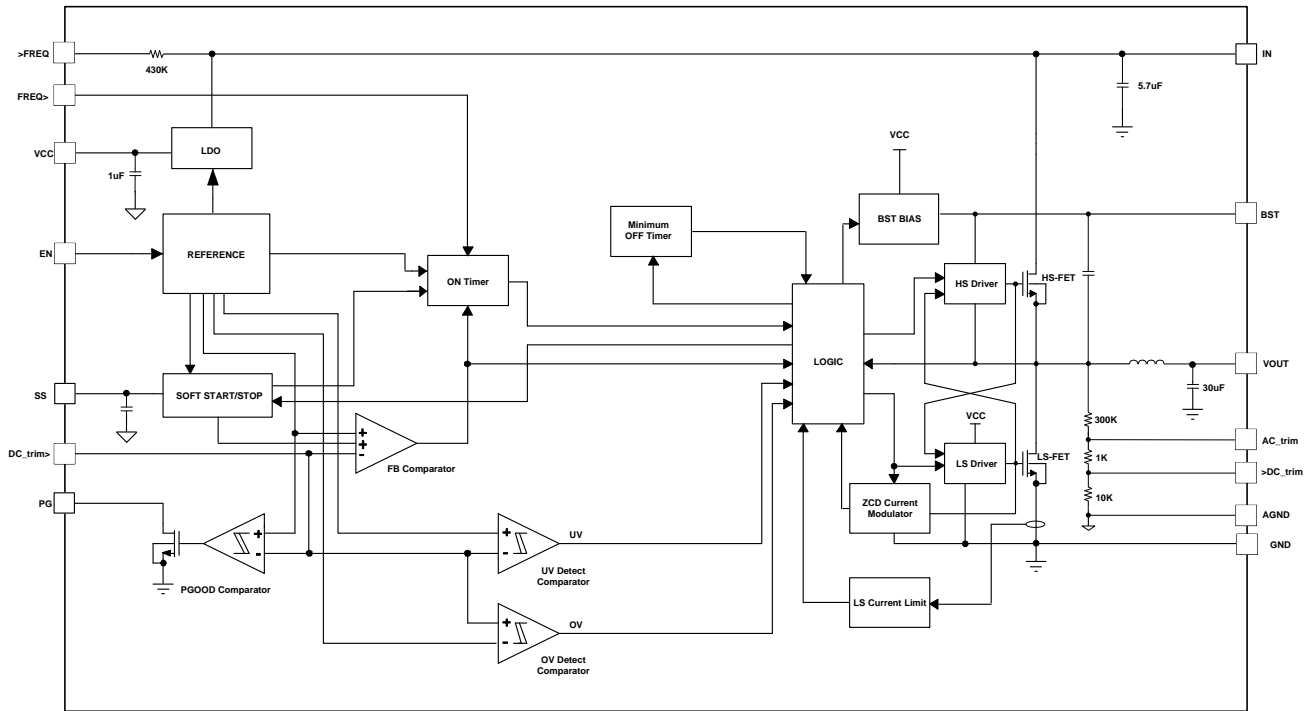 >FREQ
430K
IN
5.7uF
FREQ>
LDO
VCC
VCC
1uF
BST BIAS
BST
Minimum
OFF Timer
EN
REFERENCE
ON Timer
HS Driver
HS-FET
LOGIC
VOUT
30uF
SS
SOFT START/STOP
300K
VCC
AC_trim
DC_trim>
FB Comparator
LS Driver
LS-FET
1K
>DC_trim
10K
PG
ZCD Current
Modulator
AGND
UV
GND
PGOOD Comparator
UV Detect
Comparator
LS Current Limit
OV
OV Detect
Comparator
+
+
-
+
-
+
-
+
-